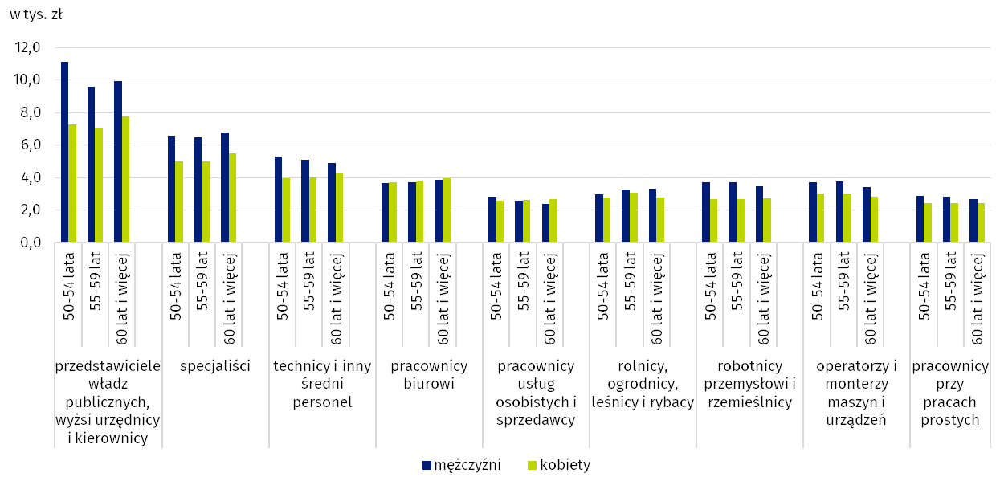 w tys. zł
12,0
10,0
8,0
6,0
4,0
2,0
0,0
50-54 lata
55-59 lat
60 lat i więcej
50-54 lata
55-59 lat
60 lat i więcej
50-54 lata
55-59 lat
60 lat i więcej
50-54 lata
55-59 lat
60 lat i więcej
50-54 lata
55-59 lat
60 lat i więcej
50-54 lata
55-59 lat
60 lat i więcej
50-54 lata
55-59 lat
60 lat i więcej
50-54 lata
55-59 lat
60 lat i więcej
50-54 lata
55-59 lat
60 lat i więcej
przedstawiciele
władz
publicznych,
wyżsi urzędnicy
i kierownicy
specjaliści
technicy i inny
średni
personel
pracownicy
biurowi
pracownicy
usług
osobistych i
sprzedawcy
rolnicy,
ogrodnicy,
leśnicy i rybacy
robotnicy
przemysłowi i
rzemieślnicy
operatorzy i
monterzy
maszyn i
urządzeń
pracownicy
przy
pracach
prostych
mężczyźni
kobiety